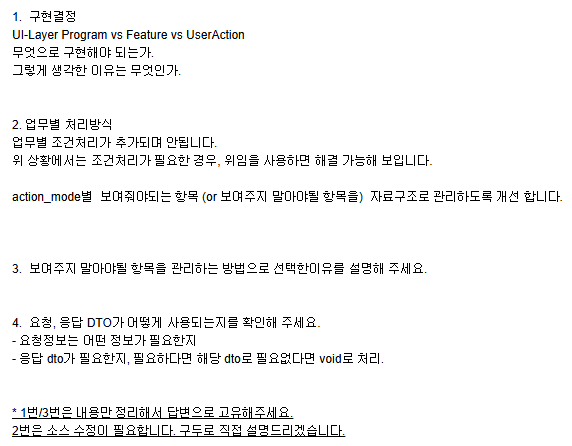 1. 구현결정
UI-Layer Program vs Feature vs UserAction
무엇으로 구현해야 되는가.
그렇게 생각한 이유는 무엇인가.
2. 업무별 처리방식
업무별 조건처리가 추가되며 안됩니다.
위 상황에서는 조건처리가 필요한 경우, 위임을 사용하면 해결 가능해 보입니다.
action_mode별 보여줘야되는 항목 (or 보여주지 말아야될 항목을) 자료구조로 관리하도록 개선 합니다.
3. 보여주지 말아야될 항목을 관리하는 방법으로 선택한이유를 설명해 주세요.
4. 요청, 응답 DTO가 어떻게 사용되는지를 확인해 주세요.
- 요청정보는 어떤 정보가 필요한지
- 응답 dto가 필요한지, 필요하다면 해당 dto로 필요없다면 void로 처리.
* 1번/3번은 내용만 정리해서 답변으로 고유해주세요.
2번은 소스 수정이 필요합니다. 구두로 직접 설명드리겠습니다.